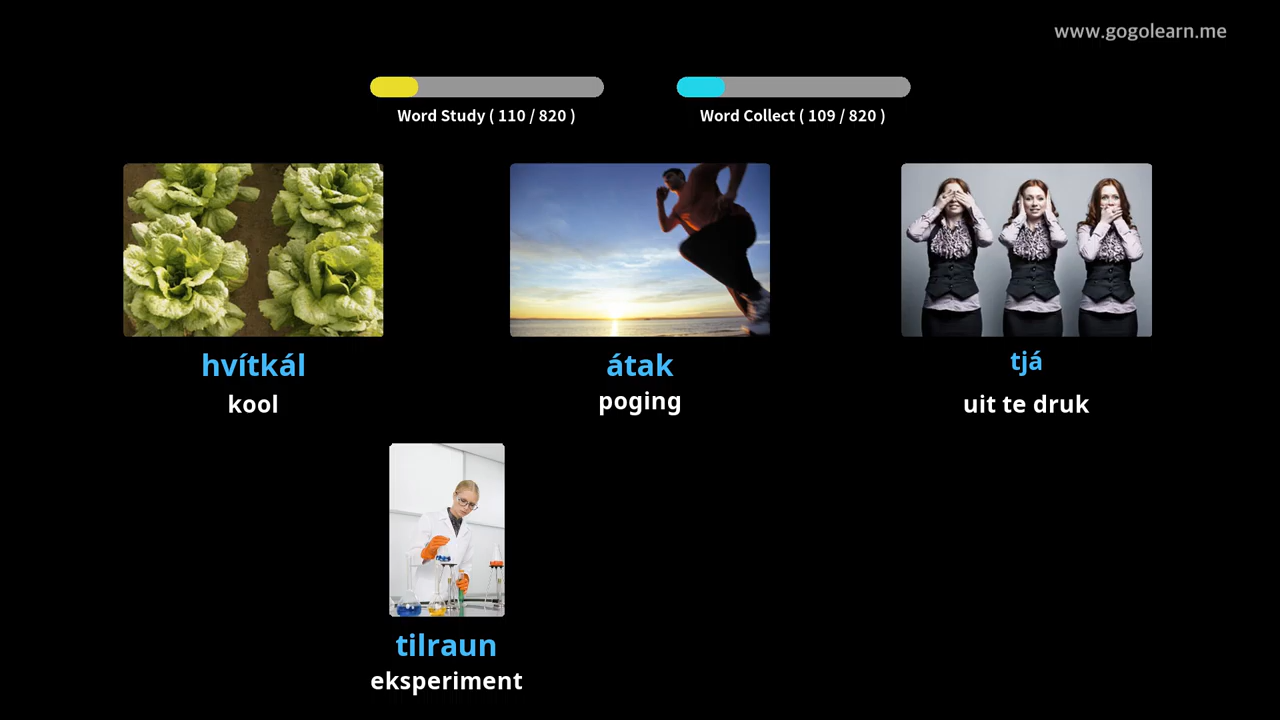 www.gogolearn.me
Word Study ( 110 / 820 )
Word Collect ( 109 / 820 )
hvítkál
kool
átak
poging
tjá
uit te druk
tilraun
eksperiment